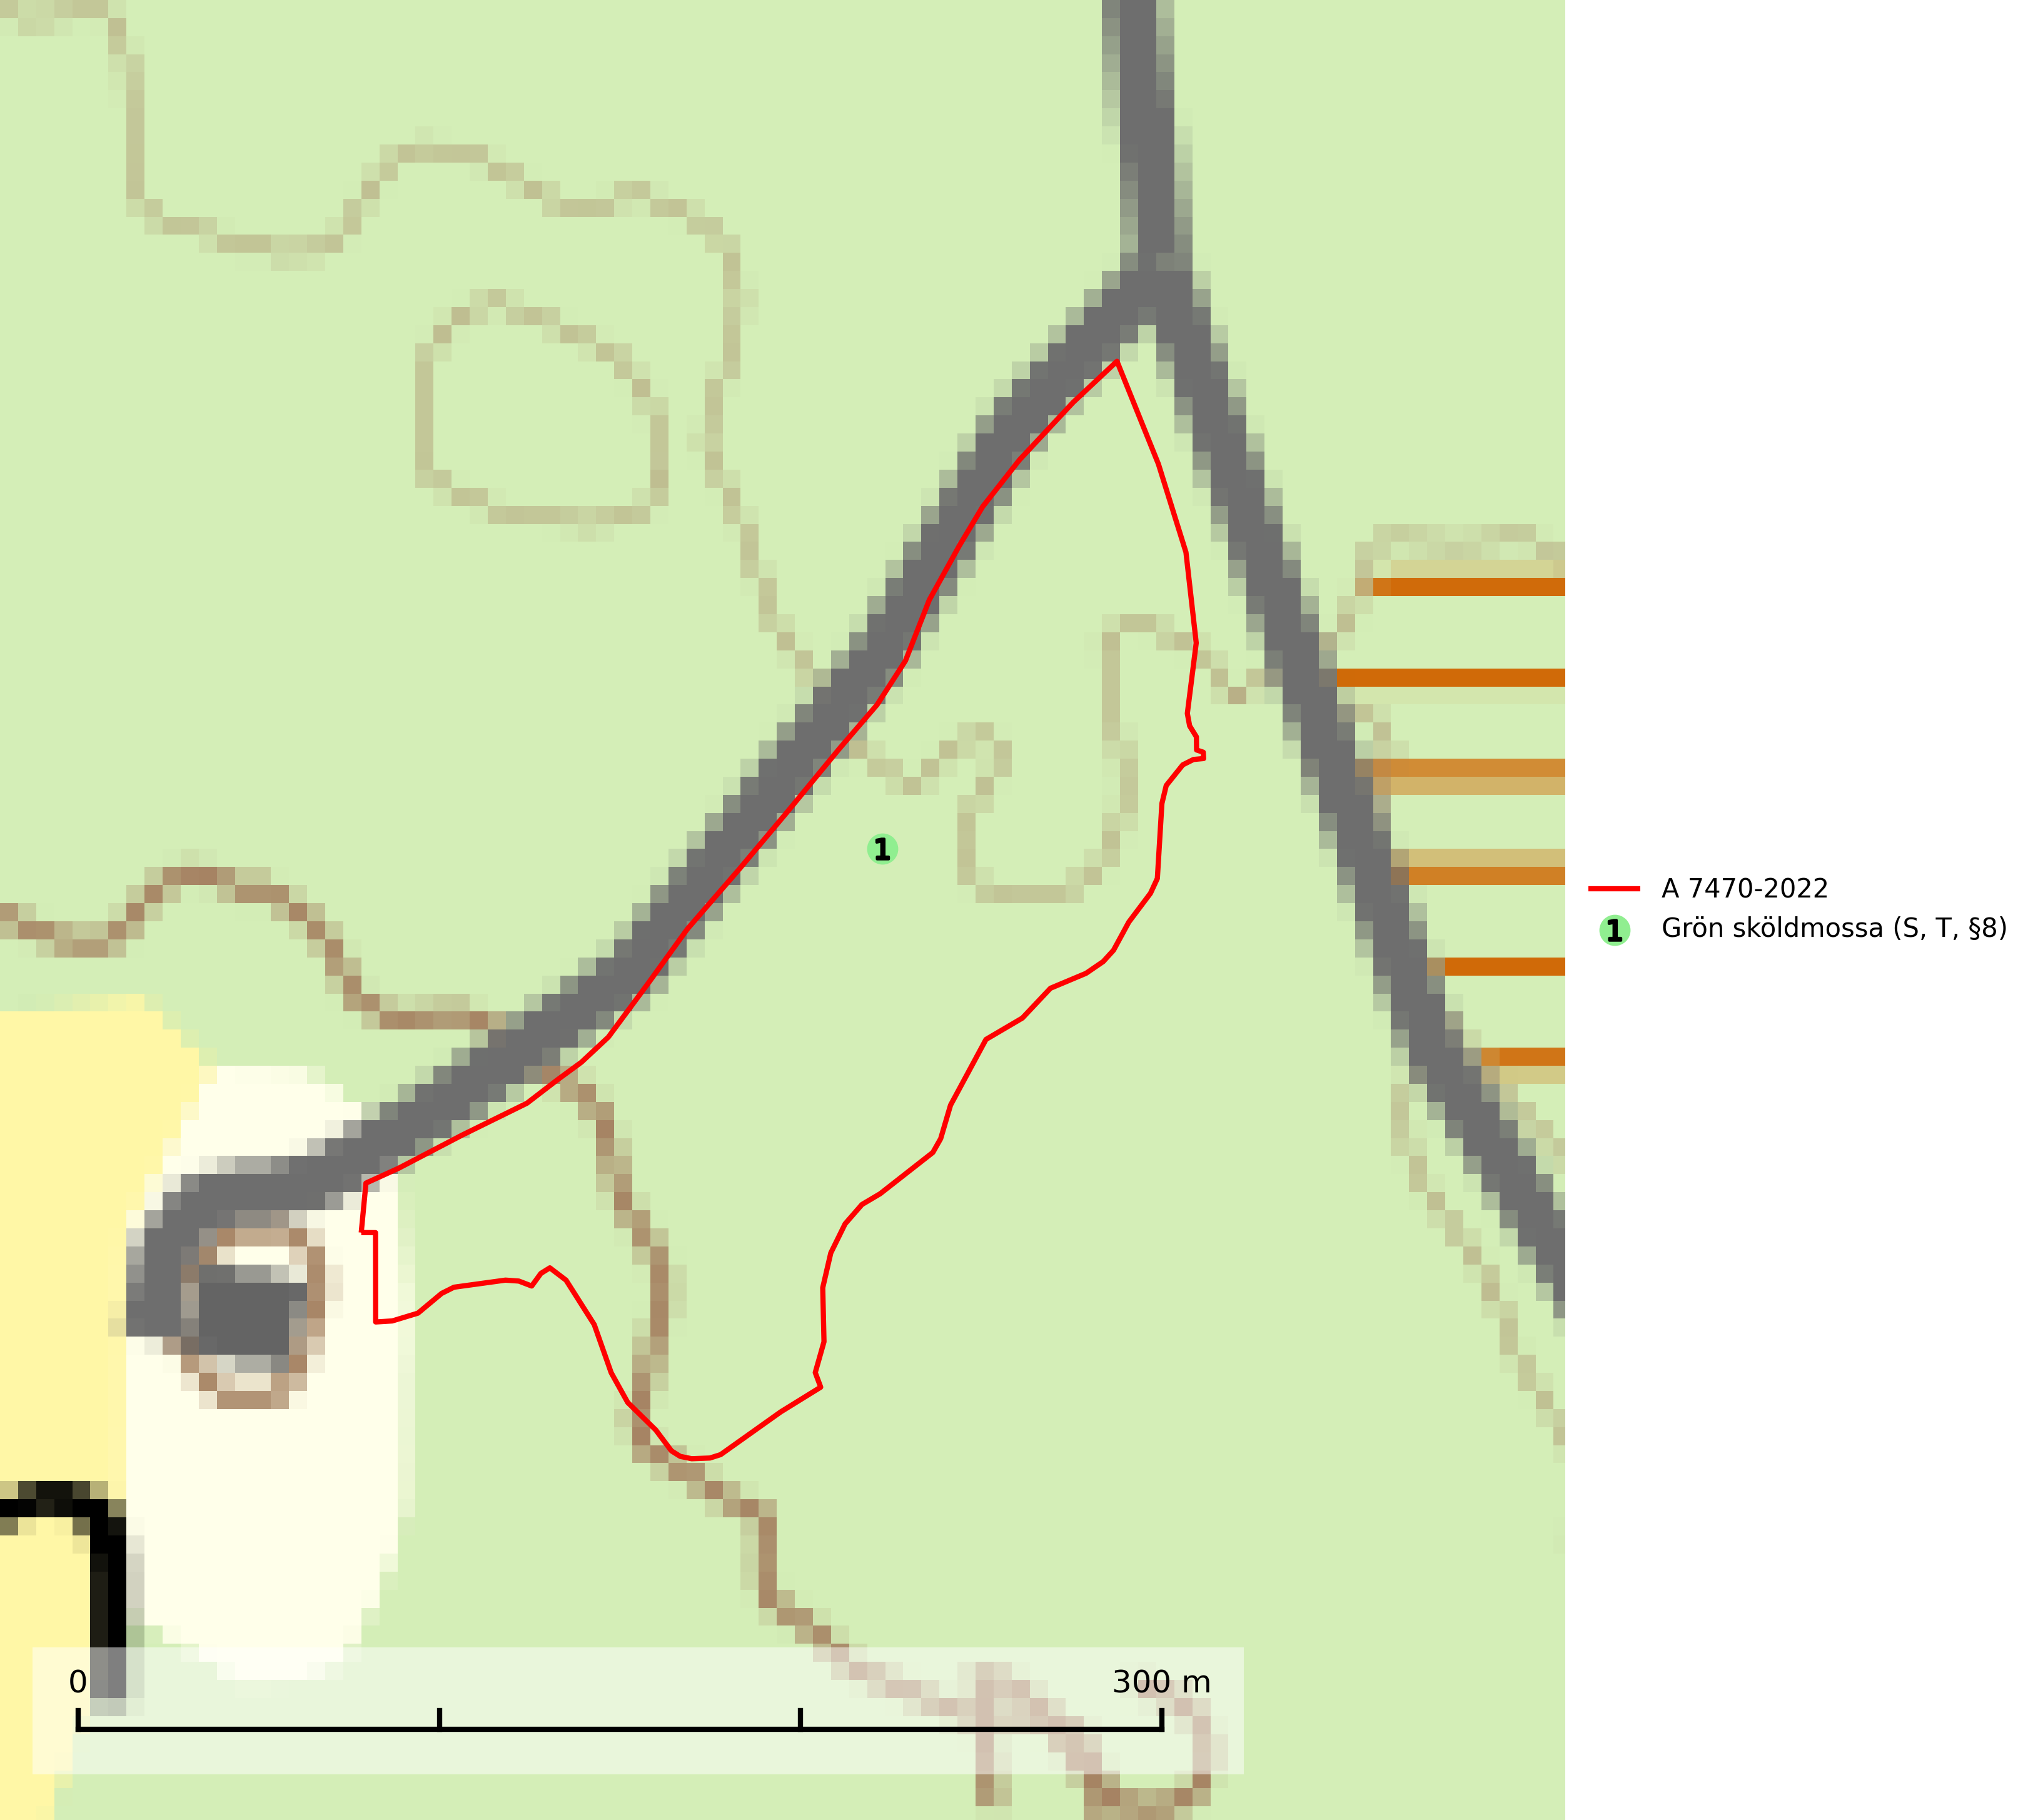 1
A 7470-2022
1 Grön sköldmossa (S, T, §8)
0 300 m